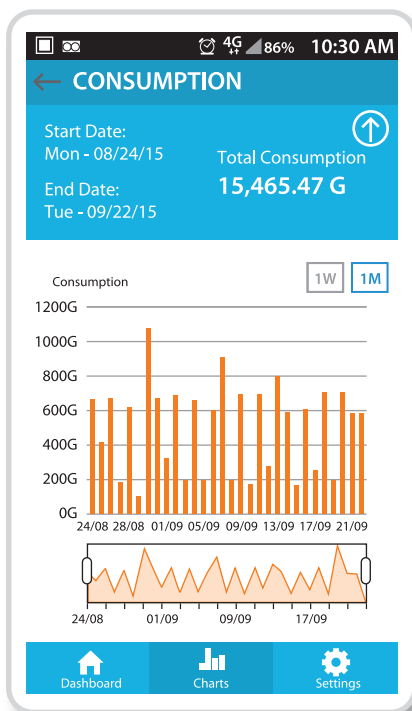 4G 86% 10:30 AM
← CONSUMPTION
Start Date:
Mon - 08/24/15
Total Consumption
15,465.47 G
End Date:
Tue - 09/22/15
Consumption
1W 1M
1200G
1000G
800G
600G
400G
200G
0G
24/08 28/08 01/09 05/09 09/09 13/09 17/09 21/09
24/08 01/09 09/09 17/09
Dashboard Charts Settings